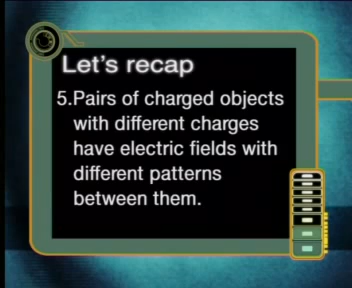 Let's recap
5.Pairs of charged objects
with different charges
have electric fields with
different patterns
between them.